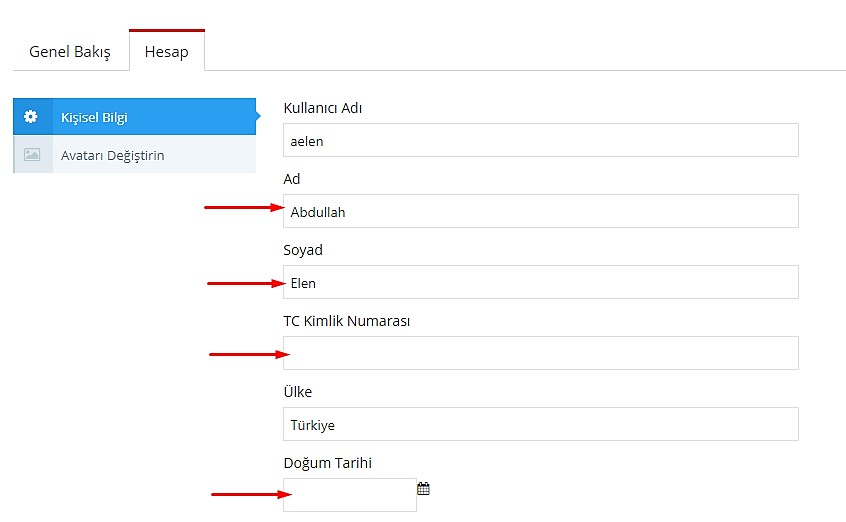 Genel Bakış
Hesap
Kişisel Bilgi
Avatarı Değiştirin
Kullanıcı Adı
aelen
Ad
Abdullah
Soyad
Elen
TC Kimlik Numarası
Ülke
Türkiye
Doğum Tarihi